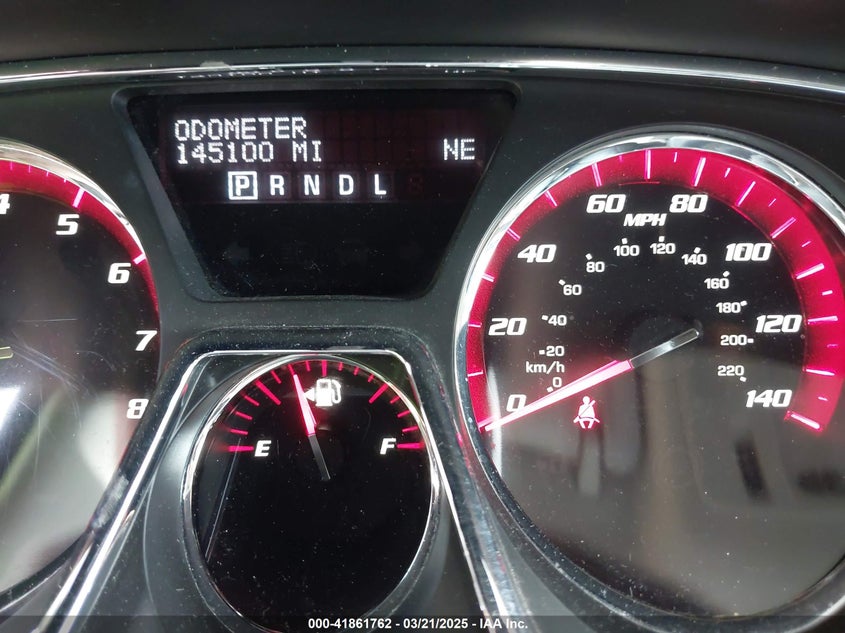 ODOMETER
145100 MI NE
P R N D L
4 5 6 7 8
0 20 40 60 80 100 120 140
MPH
0 20 40 60 80 100 120 140 160 180 200 220
km/h
E F
000-41861762 — 03/21/2025 — IAA Inc.